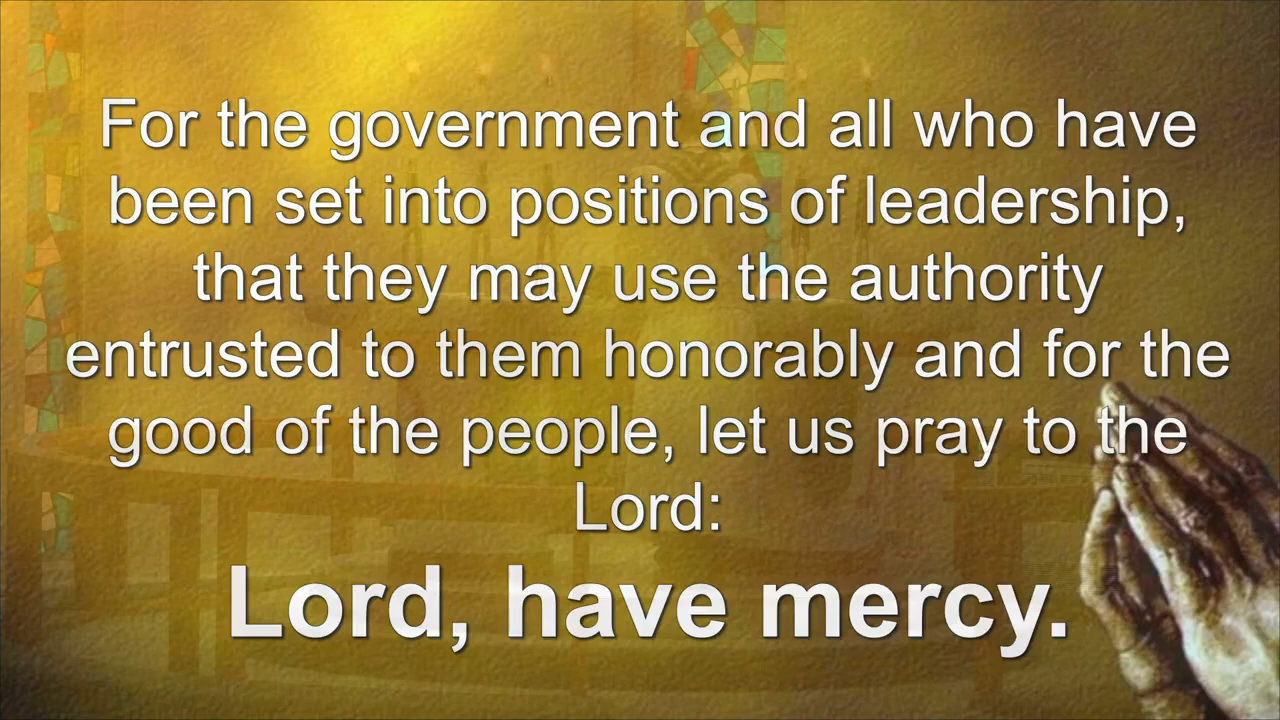 For the government and all who have
been set into positions of leadership,
that they may use the authority
entrusted to them honorably and for the
good of the people, let us pray to the
Lord:
Lord, have mercy.